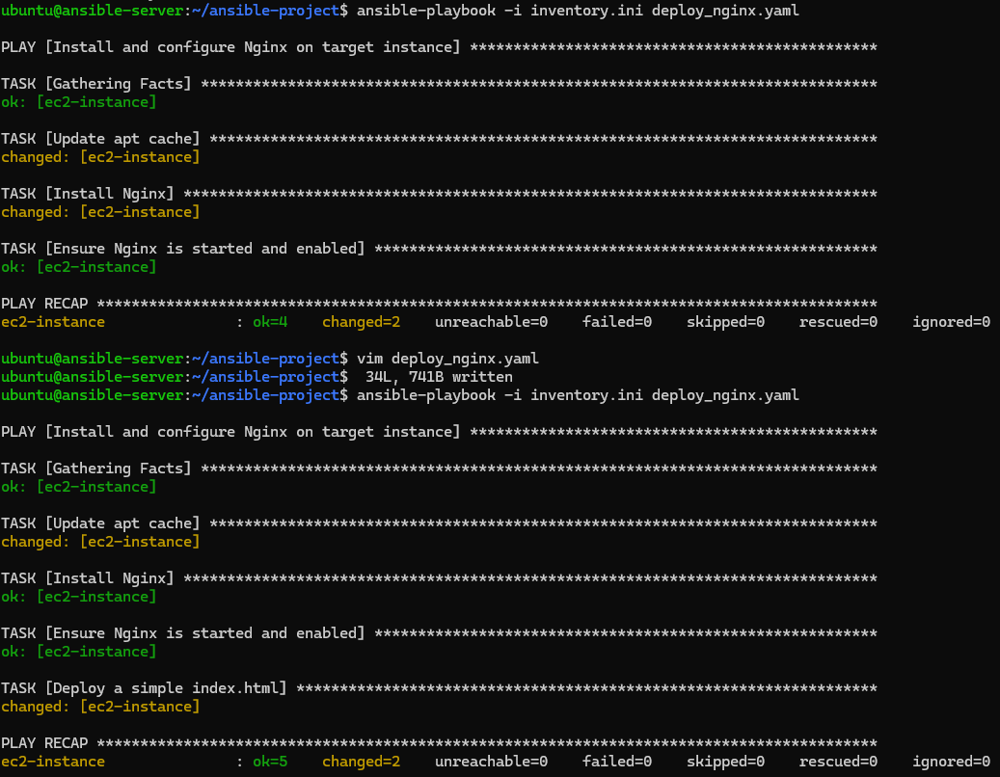 ubuntu@ansible-server:~/ansible-project$ ansible-playbook -i inventory.ini deploy_nginx.yaml
PLAY [Install and configure Nginx on target instance] ***********************************************
TASK [Gathering Facts] ******************************************************************************
ok: [ec2-instance]
TASK [Update apt cache] *****************************************************************************
changed: [ec2-instance]
TASK [Install Nginx] ********************************************************************************
changed: [ec2-instance]
TASK [Ensure Nginx is started and enabled] **********************************************************
ok: [ec2-instance]
PLAY RECAP ******************************************************************************************
ec2-instance               : ok=4    changed=2    unreachable=0    failed=0    skipped=0    rescued=0    ignored=0
ubuntu@ansible-server:~/ansible-project$ vim deploy_nginx.yaml
ubuntu@ansible-server:~/ansible-project$  34L, 741B written
ubuntu@ansible-server:~/ansible-project$ ansible-playbook -i inventory.ini deploy_nginx.yaml
PLAY [Install and configure Nginx on target instance] ***********************************************
TASK [Gathering Facts] ******************************************************************************
ok: [ec2-instance]
TASK [Update apt cache] *****************************************************************************
changed: [ec2-instance]
TASK [Install Nginx] ********************************************************************************
ok: [ec2-instance]
TASK [Ensure Nginx is started and enabled] **********************************************************
ok: [ec2-instance]
TASK [Deploy a simple index.html] *******************************************************************
changed: [ec2-instance]
PLAY RECAP ******************************************************************************************
ec2-instance               : ok=5    changed=2    unreachable=0    failed=0    skipped=0    rescued=0    ignored=0